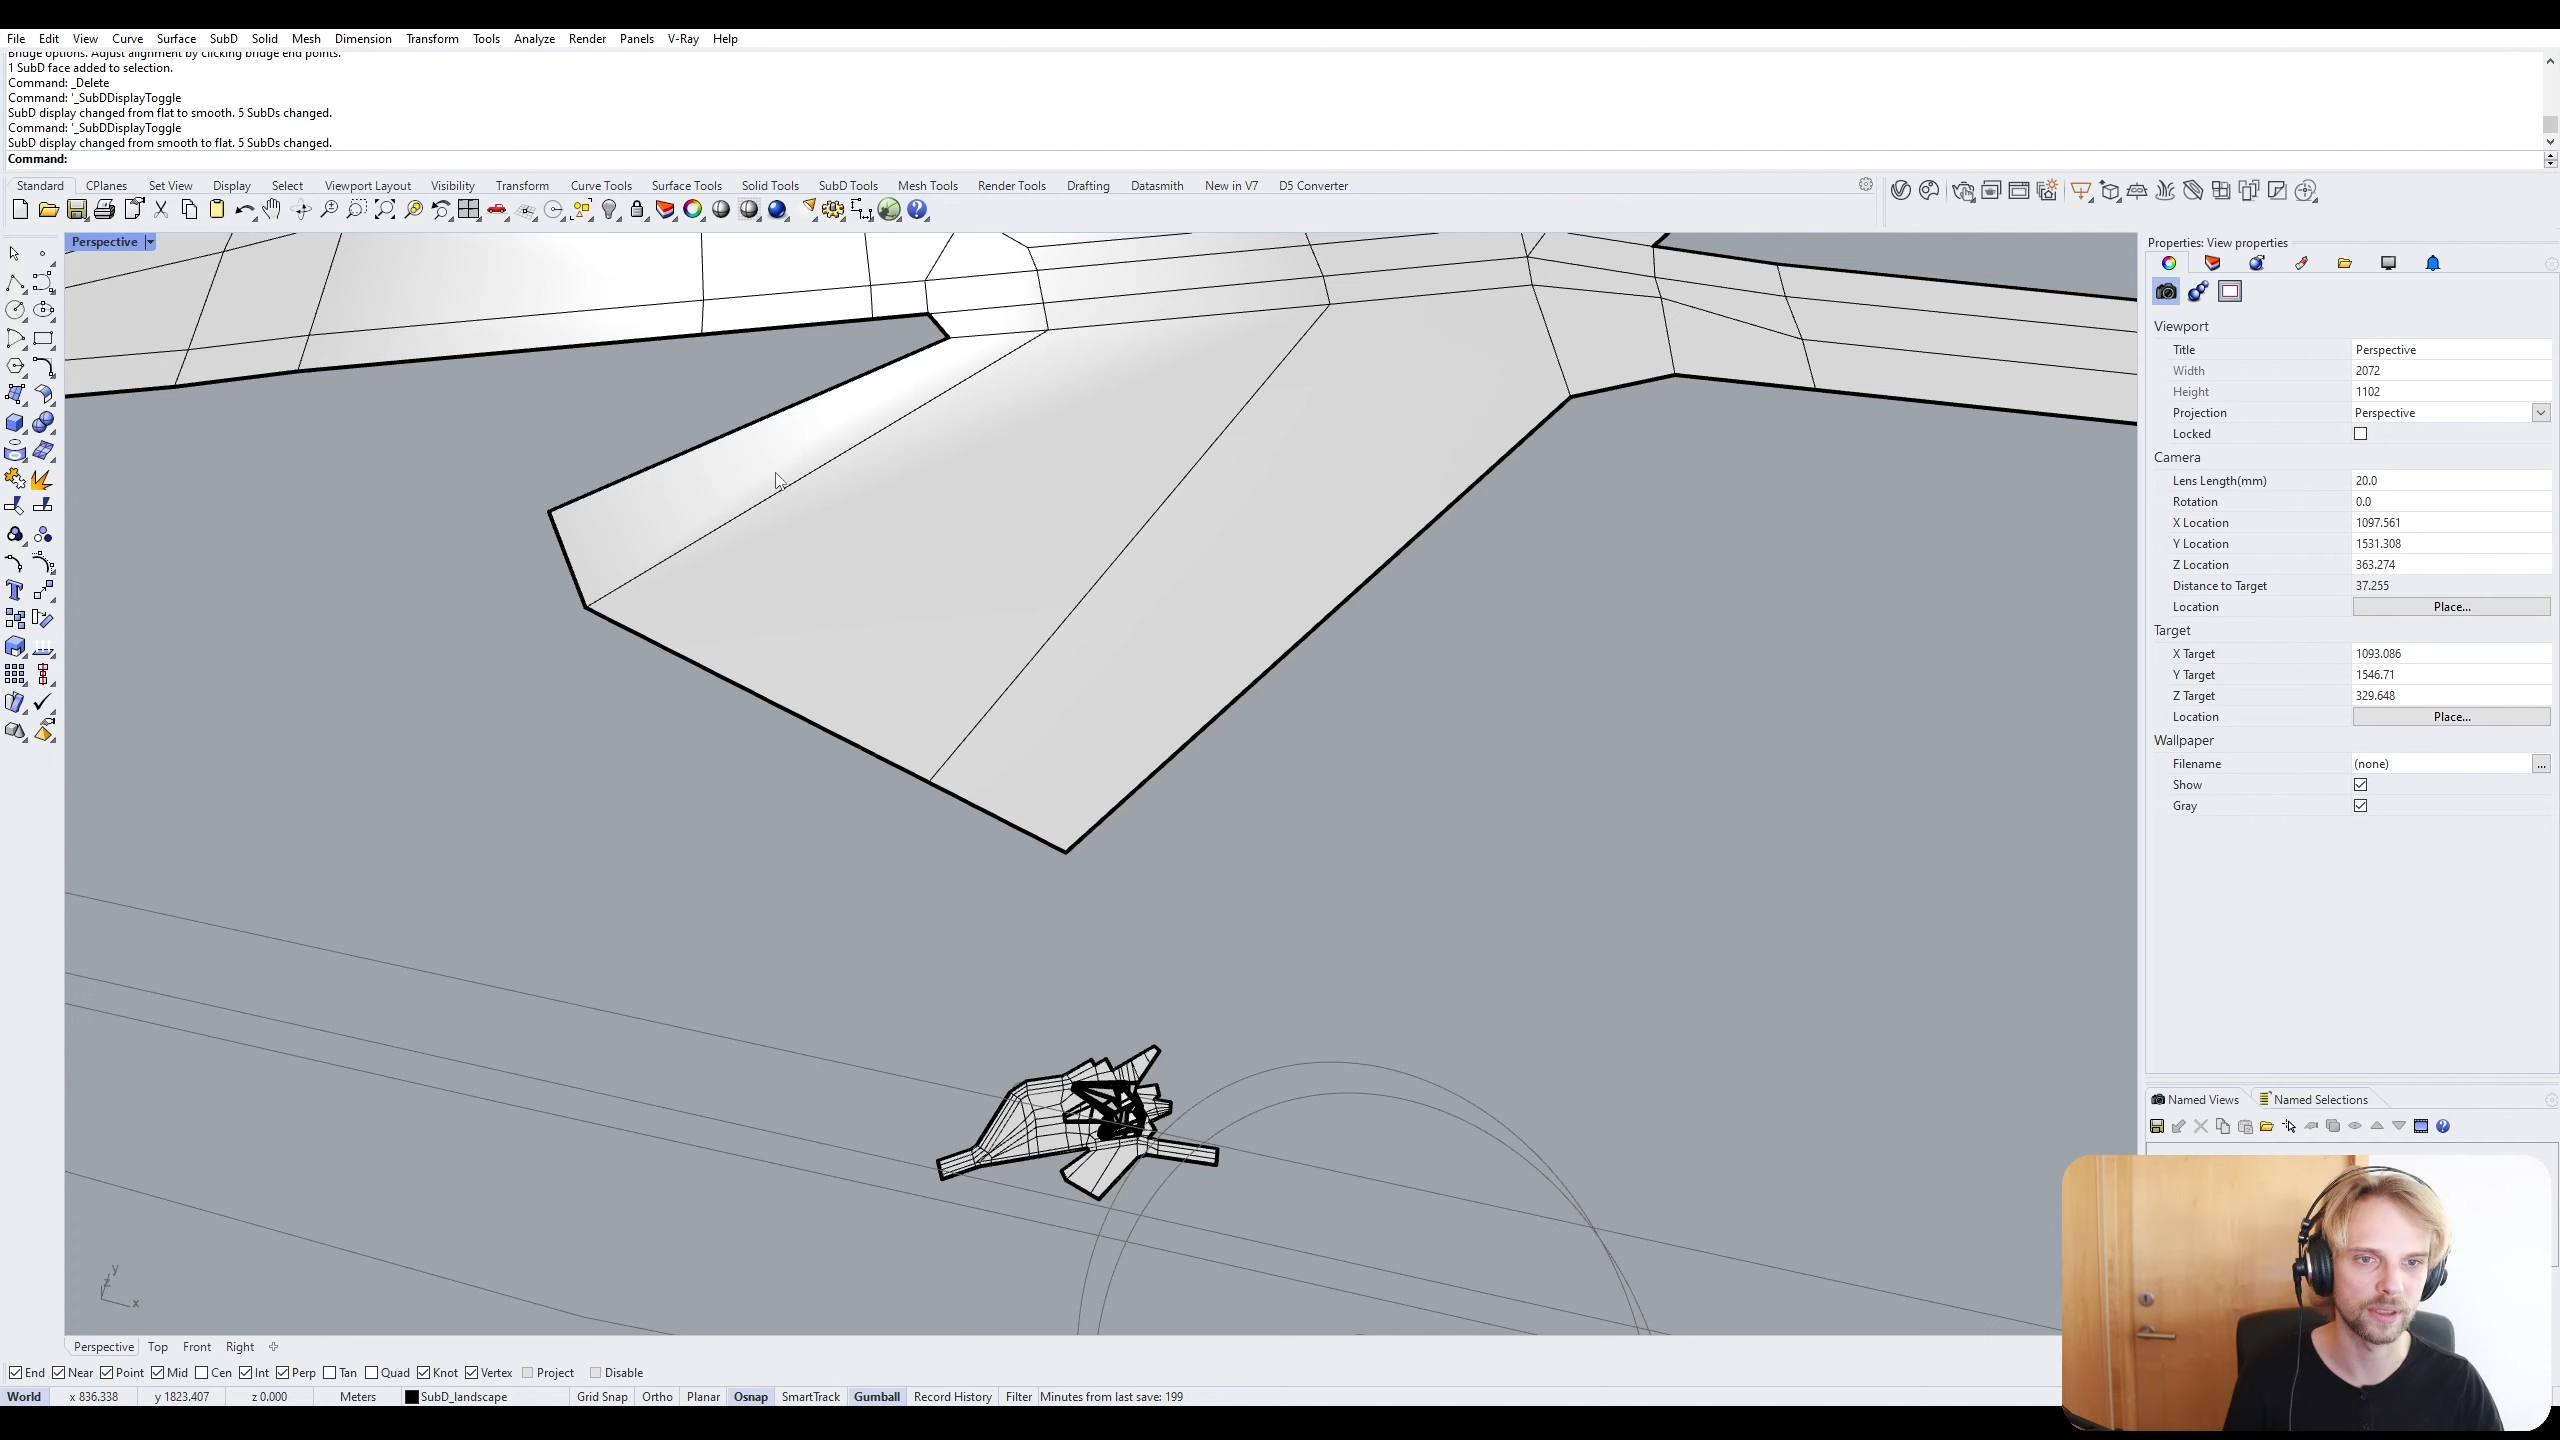 File Edit View Curve Surface SubD Solid Mesh Dimension Transform Tools Analyze Render Panels V-Ray Help
Bridge options. Adjust alignment by clicking bridge end points.
1 SubD face added to selection.
Command: _Delete
Command: '_SubDDisplayToggle
SubD display changed from flat to smooth. 5 SubDs changed.
Command: '_SubDDisplayToggle
SubD display changed from smooth to flat. 5 SubDs changed.
Command:
Standard CPlanes Set View Display Select Viewport Layout Visibility Transform Curve Tools Surface Tools Solid Tools SubD Tools Mesh Tools Render Tools Drafting Datasmith New in V7 D5 Converter
Perspective
Properties: View properties
Viewport
Title Perspective
Width 2072
Height 1102
Projection Perspective
Locked
Camera
Lens Length(mm) 20.0
Rotation 0.0
X Location 1097.561
Y Location 1531.308
Z Location 363.274
Distance to Target 37.255
Location Place...
Target
X Target 1093.086
Y Target 1546.71
Z Target 329.648
Location Place...
Wallpaper
Filename (none) ...
Show
Gray
Named Views Named Selections
y
z
x
Perspective Top Front Right
End Near Point Mid Cen Int Perp Tan Quad Knot Vertex Project Disable
World x 836.338 y 1823.407 z 0.000 Meters SubD_landscape Grid Snap Ortho Planar Osnap SmartTrack Gumball Record History Filter Minutes from last save: 199